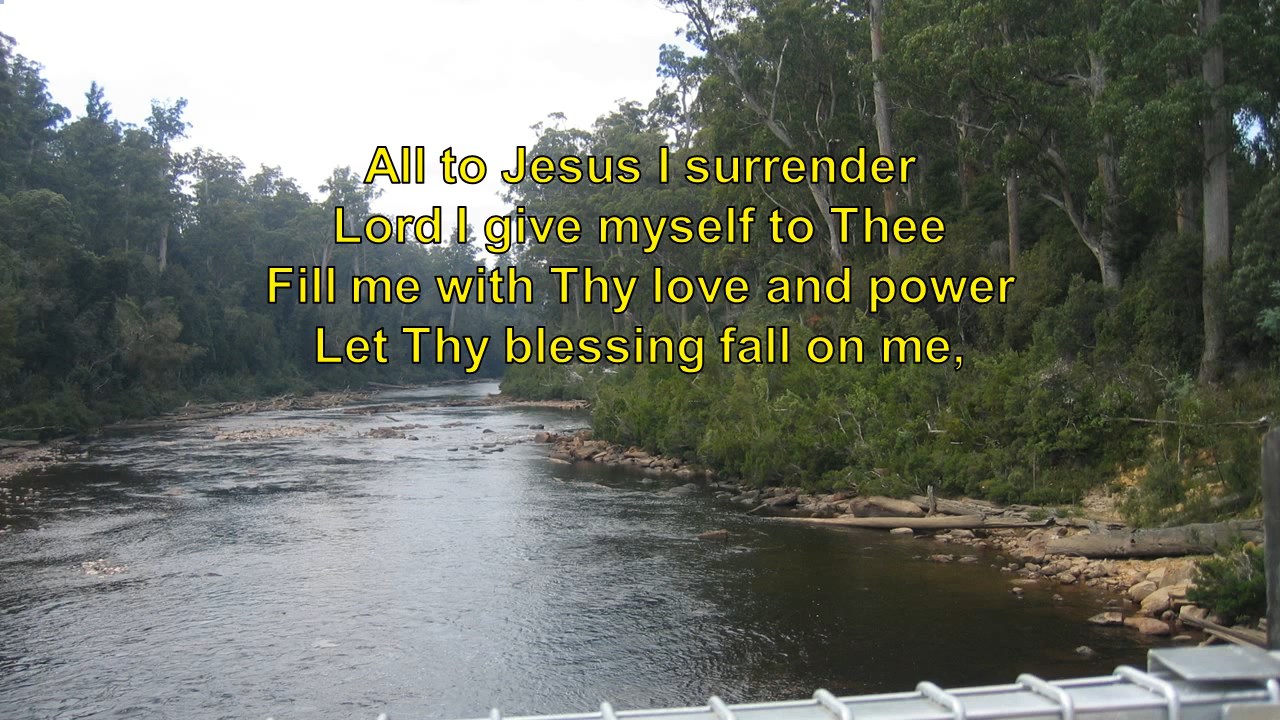 All to Jesus I surrender
Lord I give myself to Thee
Fill me with Thy love and power
Let Thy blessing fall on me,